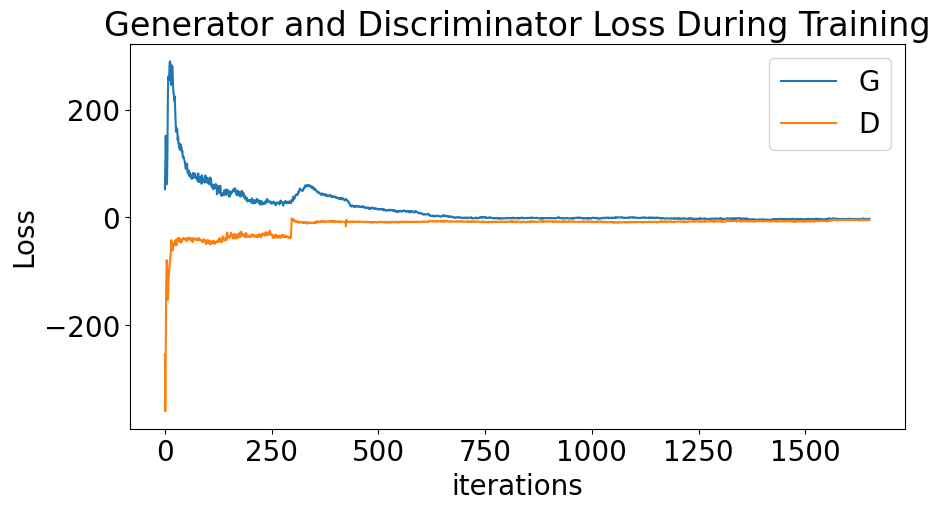 Generator and Discriminator Loss During Training
G
D
200
0
−200
Loss
0 250 500 750 1000 1250 1500
iterations